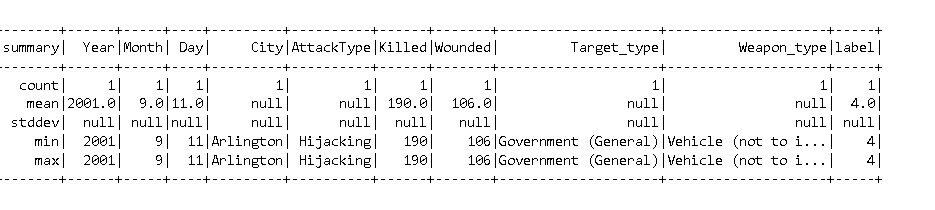 -------+------+-----+----+---------+----------+------+-------+--------------------+--------------------+-----+
summary|  Year|Month| Day|     City|AttackType|Killed|Wounded|         Target_type|         Weapon_type|label|
-------+------+-----+----+---------+----------+------+-------+--------------------+--------------------+-----+
  count|     1|    1|   1|        1|         1|     1|      1|                   1|                   1|    1|
   mean|2001.0|  9.0|11.0|     null|      null| 190.0|  106.0|                null|                null|  4.0|
 stddev|  null| null|null|     null|      null|  null|   null|                null|                null| null|
    min|  2001|    9|  11|Arlington| Hijacking|   190|    106|Government (General)|Vehicle (not to i...|    4|
    max|  2001|    9|  11|Arlington| Hijacking|   190|    106|Government (General)|Vehicle (not to i...|    4|
-------+------+-----+----+---------+----------+------+-------+--------------------+--------------------+-----+